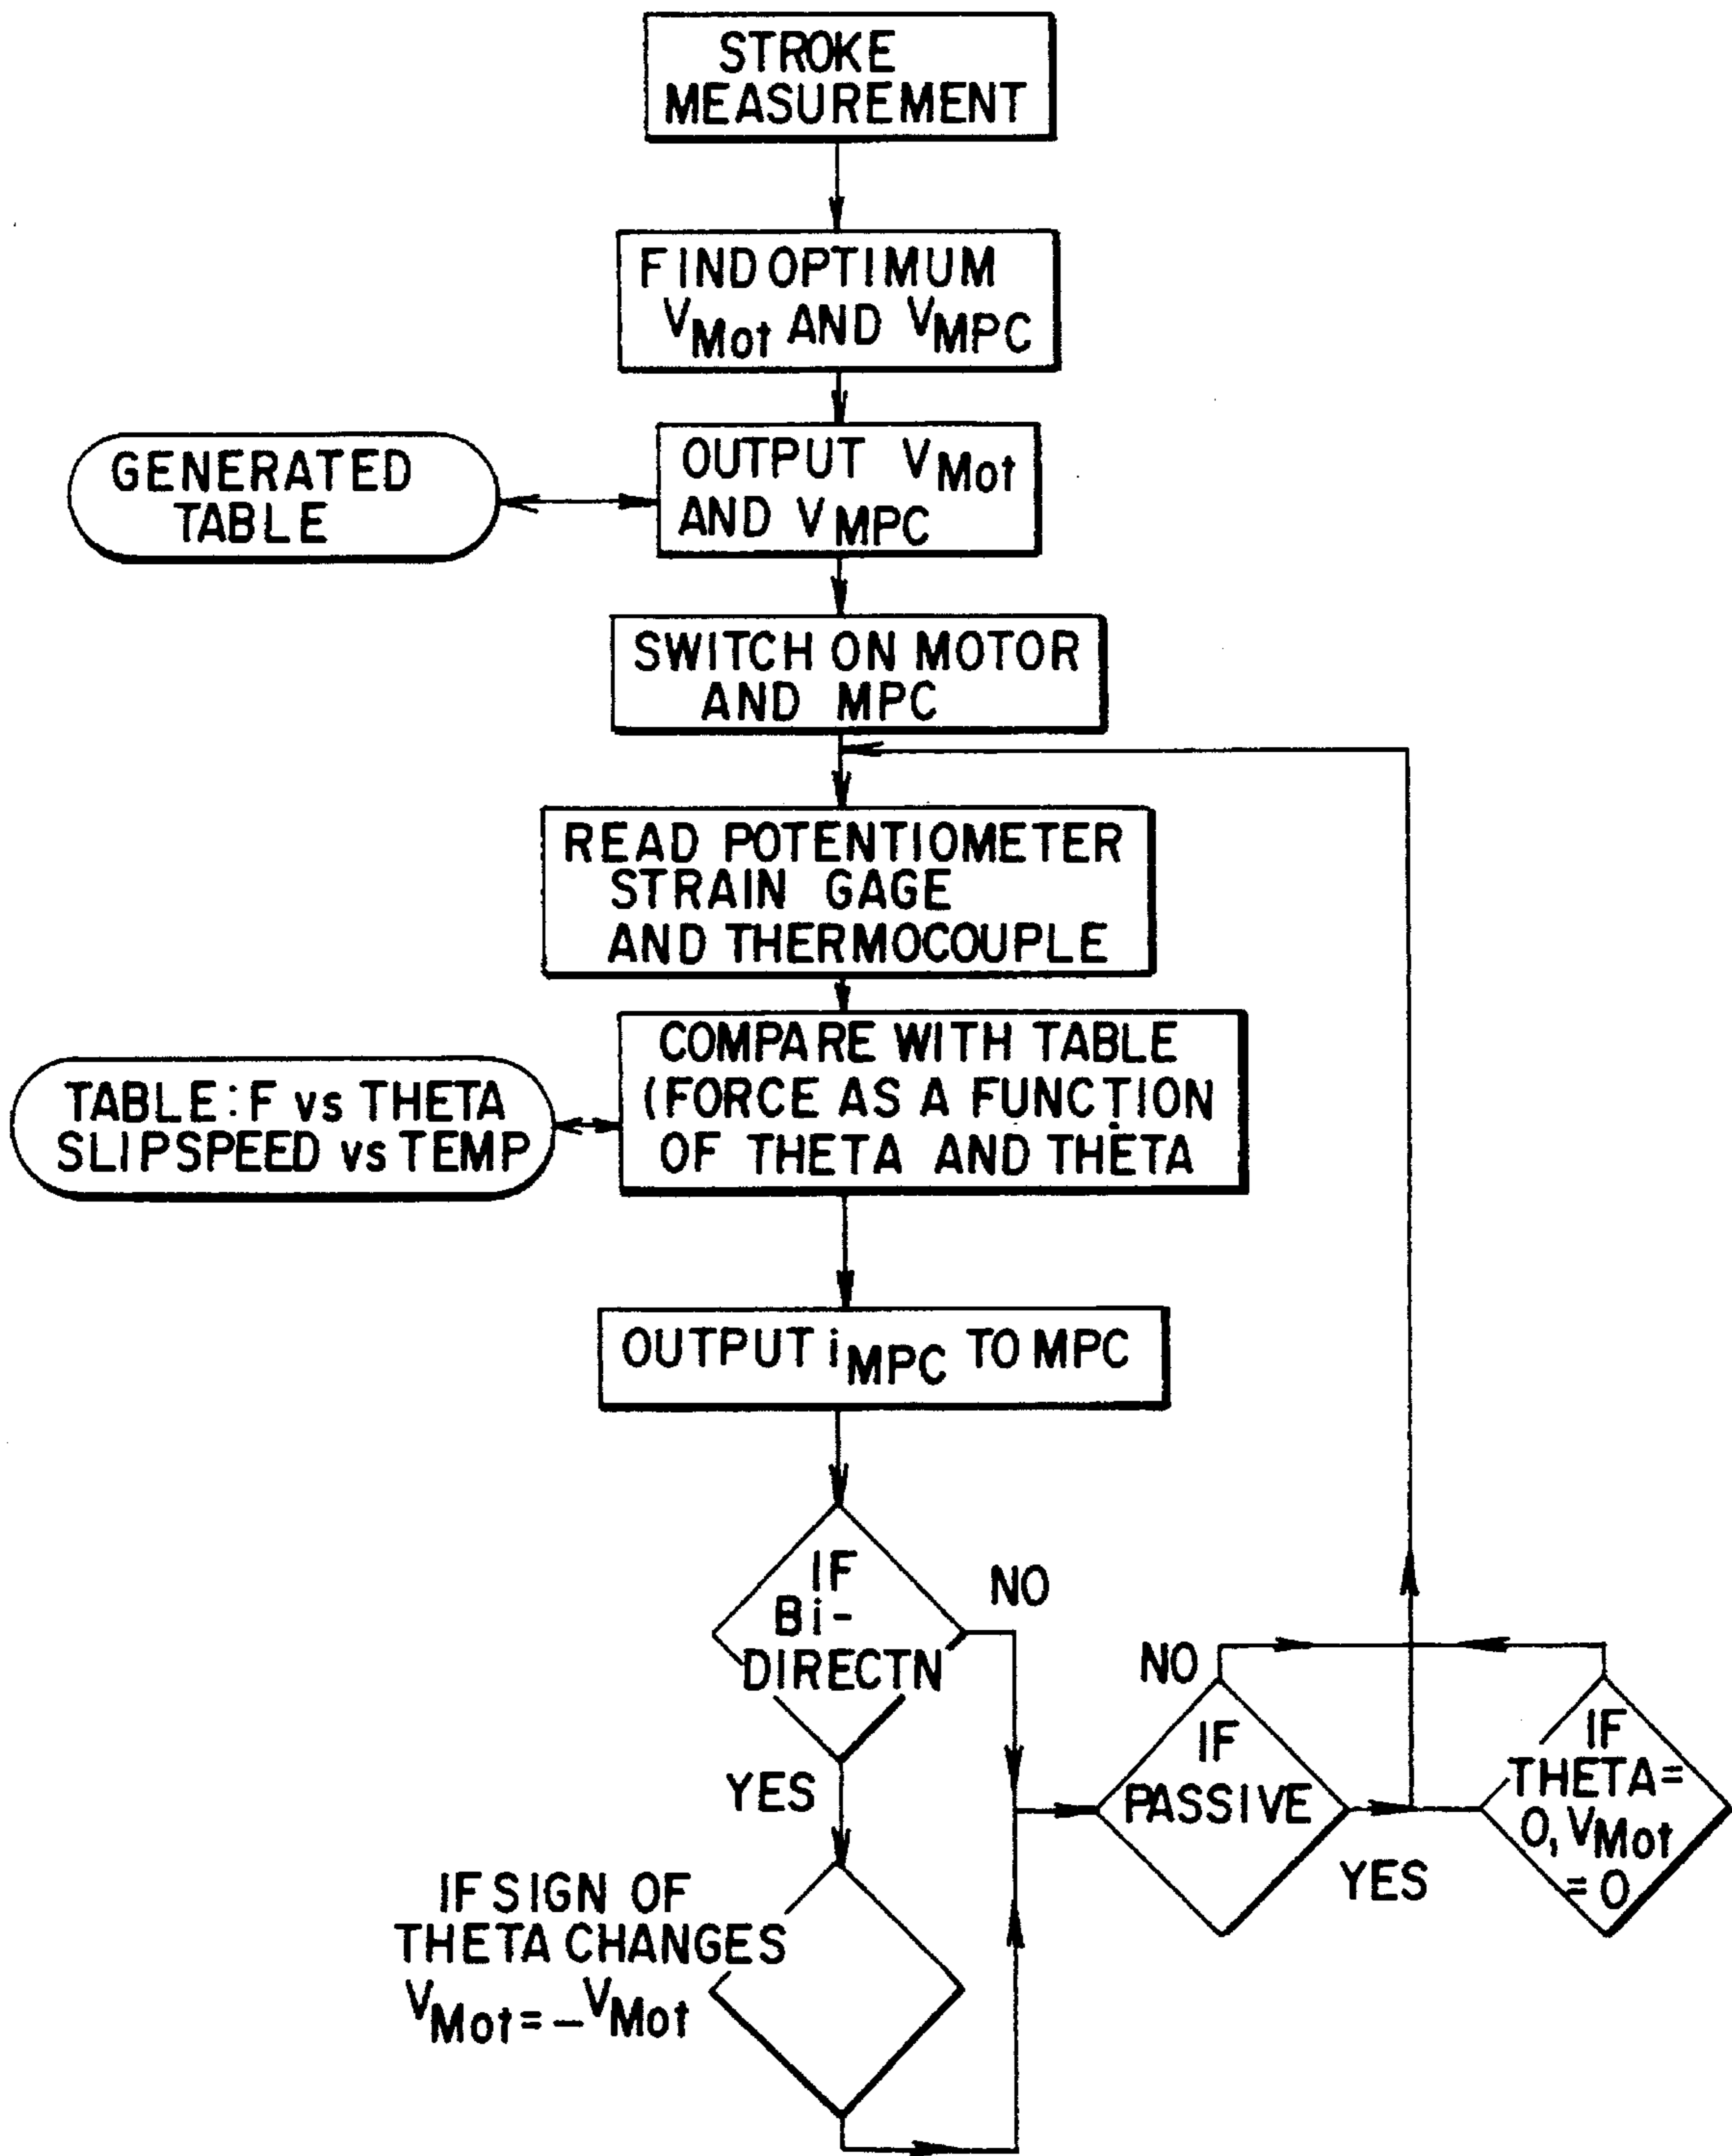 STROKE
MEASUREMENT
FIND OPTIMUM
VMot AND VMPC
GENERATED
TABLE
OUTPUT VMot
AND VMPC
SWITCH ON MOTOR
AND MPC
READ POTENTIOMETER
STRAIN GAGE
AND THERMOCOUPLE
TABLE: F vs THETA
SLIPSPEED vs TEMP
COMPARE WITH TABLE
(FORCE AS A FUNCTION
OF THETA AND THĖTA
OUTPUT iMPC TO MPC
IF
Bi-
DIRECTN
NO
YES
IF SIGN OF
THETA CHANGES
VMot = -VMot
NO
IF
PASSIVE
YES
IF
THETA=
0, VMot
= 0